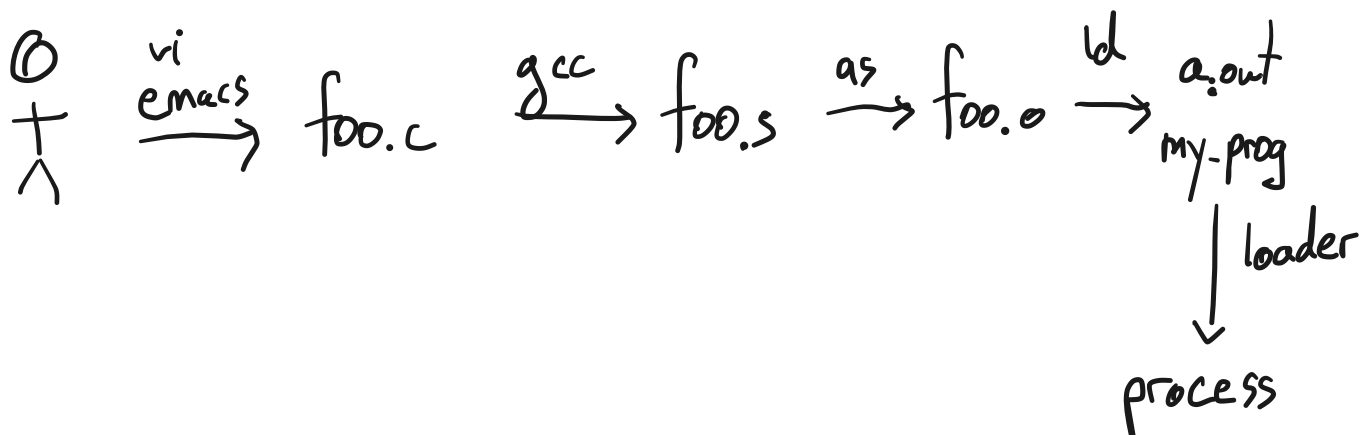 vi
emacs
foo.c
gcc
foo.s
as
foo.o
ld
a.out
my-prog
loader
process